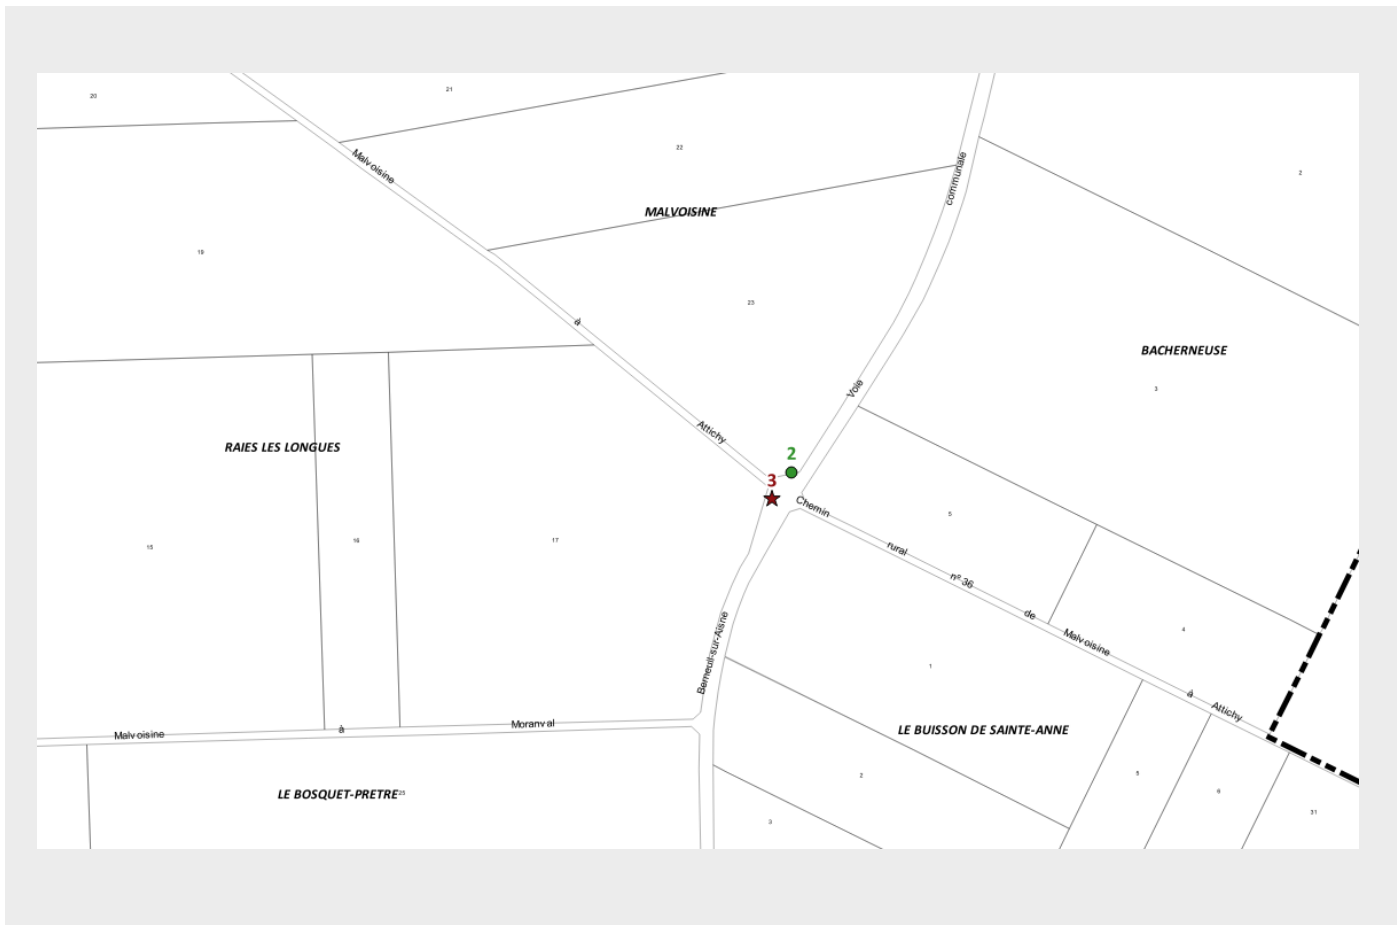 20
21
22
2
Malvoisine
communale
MALVOISINE
19
23
à
BACHERNEUSE
3
Voie
Attichy
RAIES LES LONGUES
2
3
Chemin
5
15
16
17
rural
nº 36
de
Malvoisine
4
Berneuil-sur-Aisne
1
à
Attichy
Malvoisine
à
Moranval
LE BUISSON DE SAINTE-ANNE
2
5
6
LE BOSQUET-PRETRE
25
3
31